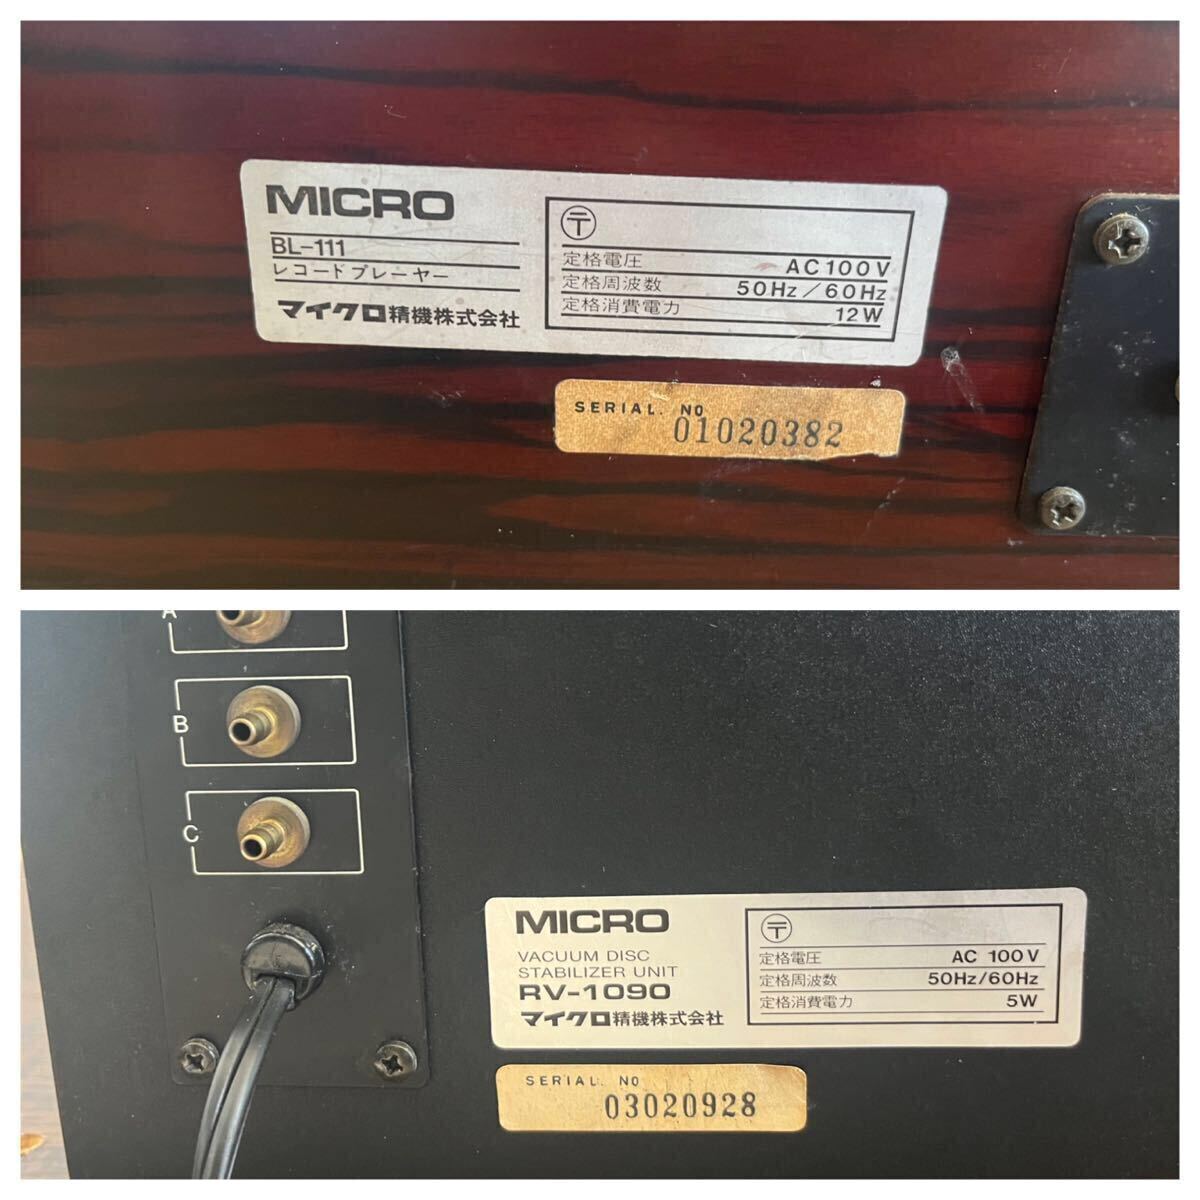 MICRO
BL-111
レコードプレーヤー
マイクロ精機株式会社
〒
定格電圧 AC100V
定格周波数 50Hz/60Hz
定格消費電力 12W
SERIAL. NO
01020382
A
B
C
MICRO
VACUUM DISC
STABILIZER UNIT
RV-1090
マイクロ精機株式会社
〒
定格電圧 AC 100V
定格周波数 50Hz/60Hz
定格消費電力 5W
SERIAL. NO
03020928